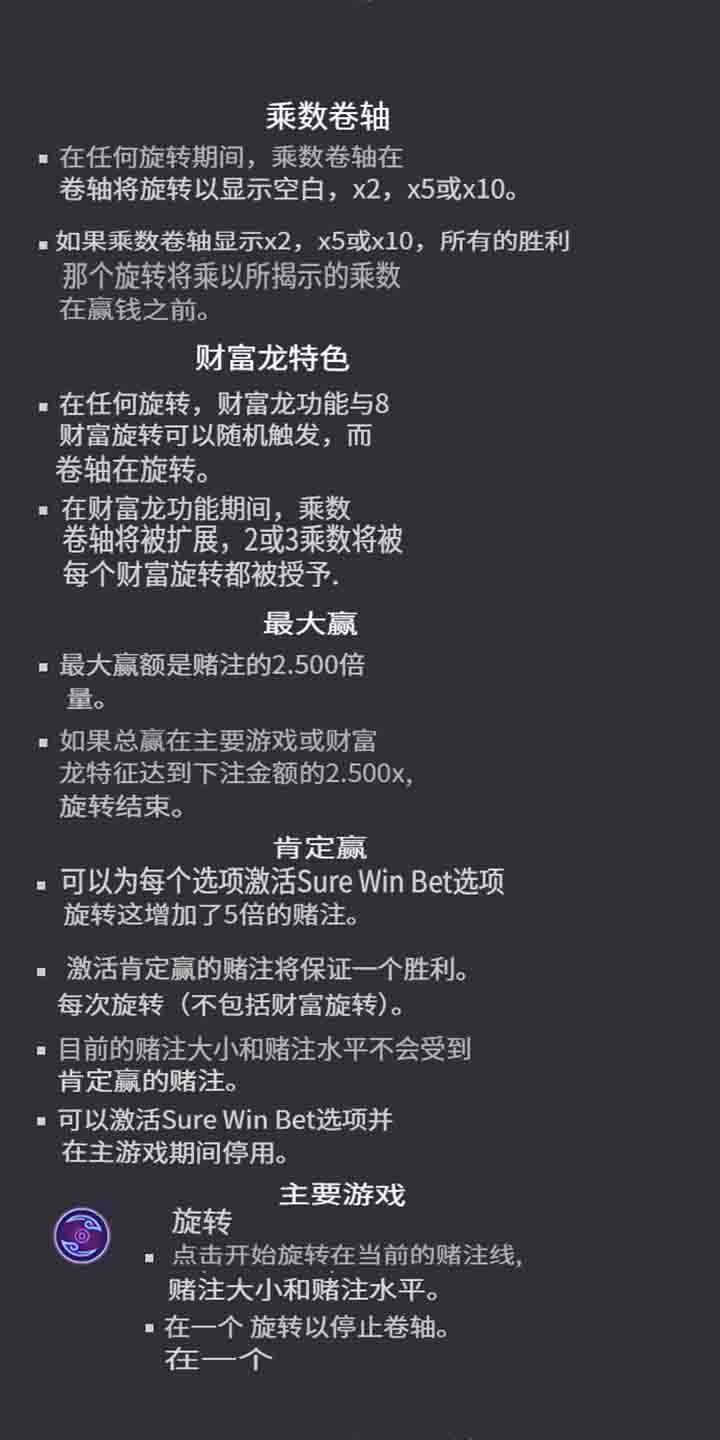 乘数卷轴
▪ 在任何旋转期间，乘数卷轴在
卷轴将旋转以显示空白，x2，x5或x10。
▪ 如果乘数卷轴显示x2，x5或x10，所有的胜利
那个旋转将乘以所揭示的乘数
在赢钱之前。
财富龙特色
▪ 在任何旋转，财富龙功能与8
财富旋转可以随机触发，而
卷轴在旋转。
▪ 在财富龙功能期间，乘数
卷轴将被扩展，2或3乘数将被
每个财富旋转都被授予.
最大赢
▪ 最大赢额是赌注的2.500倍
量。
▪ 如果总赢在主要游戏或财富
龙特征达到下注金额的2.500x,
旋转结束。
肯定赢
▪ 可以为每个选项激活Sure Win Bet选项
旋转这增加了5倍的赌注。
▪ 激活肯定赢的赌注将保证一个胜利。
每次旋转（不包括财富旋转）。
▪ 目前的赌注大小和赌注水平不会受到
肯定赢的赌注。
▪ 可以激活Sure Win Bet选项并
在主游戏期间停用。
主要游戏
旋转
▪ 点击开始旋转在当前的赌注线,
赌注大小和赌注水平。
▪ 在一个 旋转以停止卷轴。
在一个